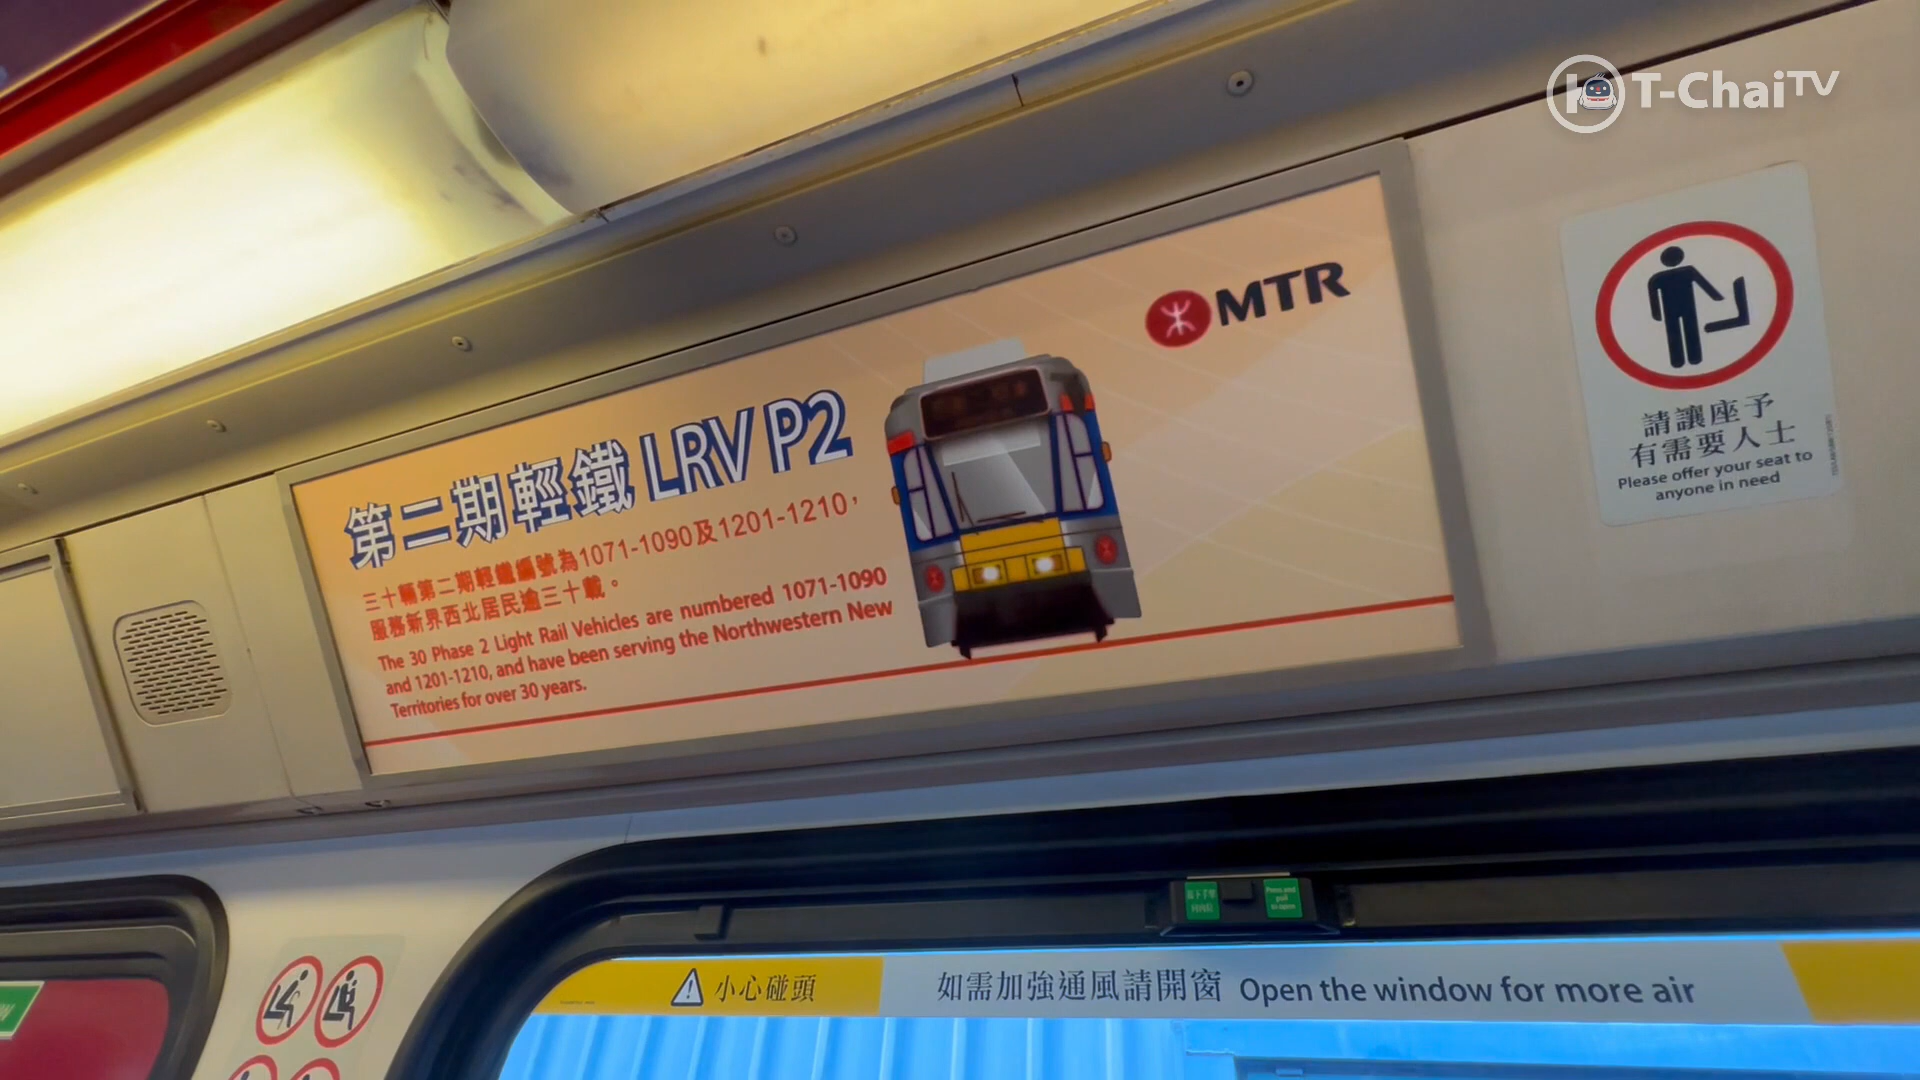 T-ChaiTV
MTR
第二期輕鐵 LRV P2
三十輛第二期輕鐵編號為1071-1090及1201-1210，
服務新界西北居民逾三十載。
The 30 Phase 2 Light Rail Vehicles are numbered 1071-1090
and 1201-1210, and have been serving the Northwestern New
Territories for over 30 years.
請讓座予
有需要人士
Please offer your seat to
anyone in need
Press and
pull
to open
小心碰頭
如需加強通風請開窗 Open the window for more air